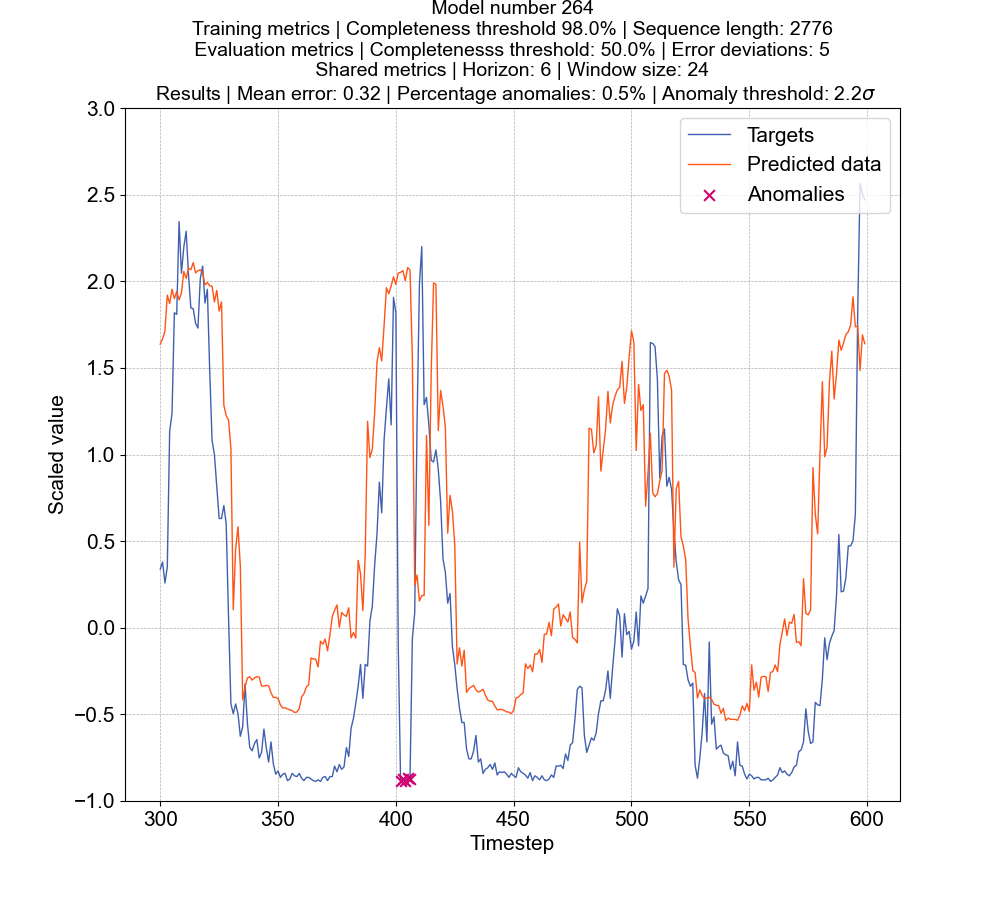 Model number 264
Training metrics | Completeness threshold 98.0% | Sequence length: 2776
Evaluation metrics | Completenesss threshold: 50.0% | Error deviations: 5
Shared metrics | Horizon: 6 | Window size: 24
Results | Mean error: 0.32 | Percentage anomalies: 0.5% | Anomaly threshold: 2.2σ
3.0
2.5
2.0
1.5
1.0
0.5
0.0
−0.5
−1.0
Scaled value
Targets
Predicted data
Anomalies
300 350 400 450 500 550 600
Timestep